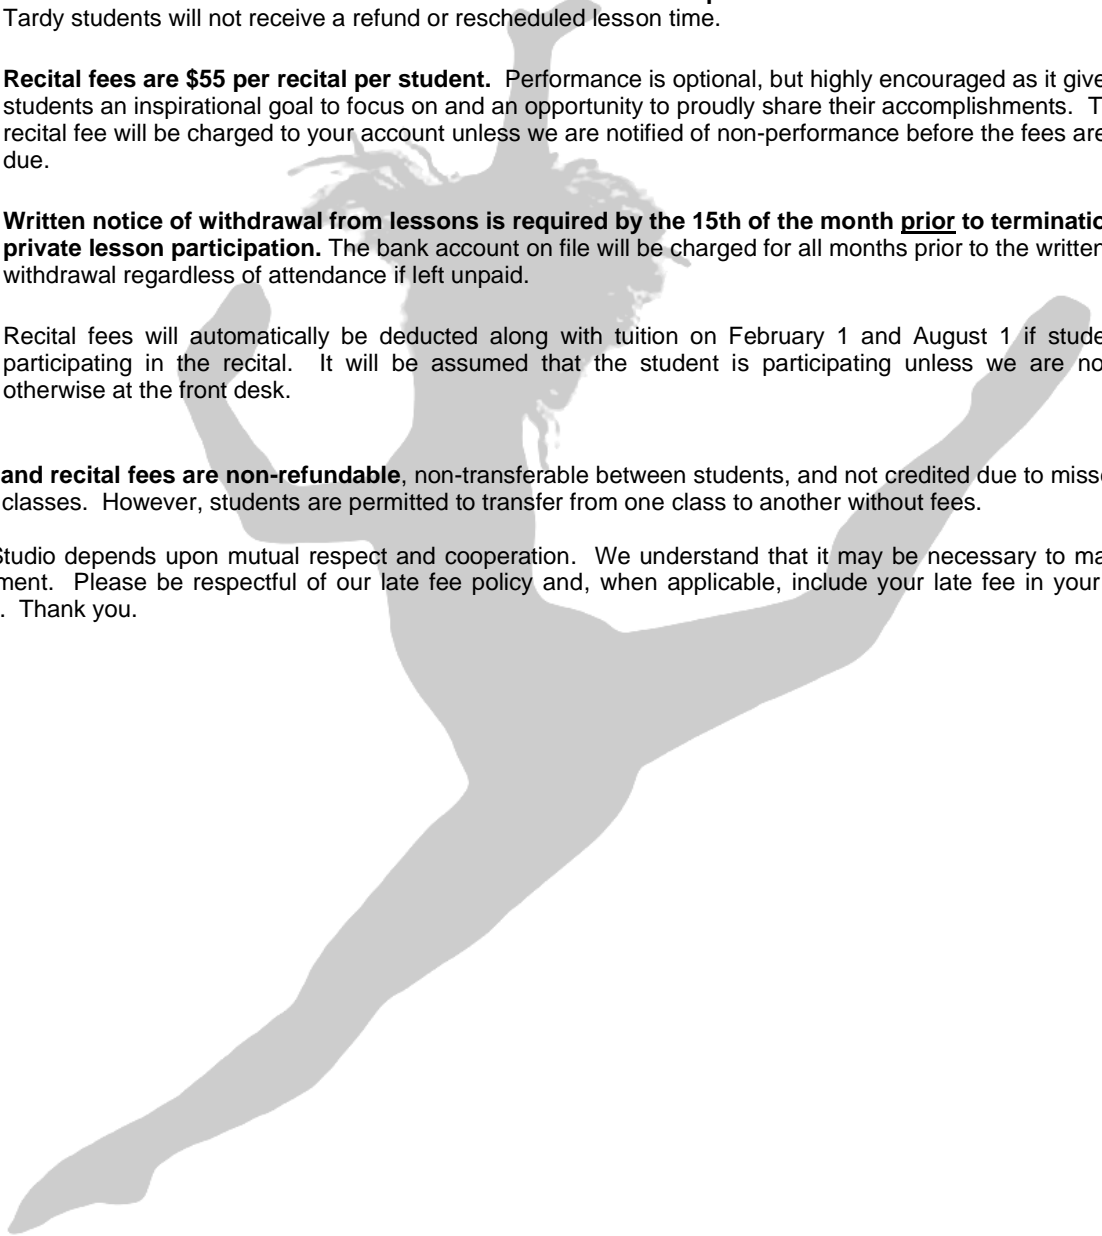 Tardy students will not receive a refund or rescheduled lesson time.
Recital fees are $55 per recital per student.  Performance is optional, but highly encouraged as it give
students an inspirational goal to focus on and an opportunity to proudly share their accomplishments.  T
recital fee will be charged to your account unless we are notified of non-performance before the fees are
due.
Written notice of withdrawal from lessons is required by the 15th of the month prior to terminatio
private lesson participation. The bank account on file will be charged for all months prior to the written
withdrawal regardless of attendance if left unpaid.
Recital fees will automatically be deducted along with tuition on February 1 and August 1 if stude
participating in the recital.  It will be assumed that the student is participating unless we are no
otherwise at the front desk.
and recital fees are non-refundable, non-transferable between students, and not credited due to misse
classes.  However, students are permitted to transfer from one class to another without fees.
Studio depends upon mutual respect and cooperation.  We understand that it may be necessary to ma
ment.  Please be respectful of our late fee policy and, when applicable, include your late fee in your
.  Thank you.